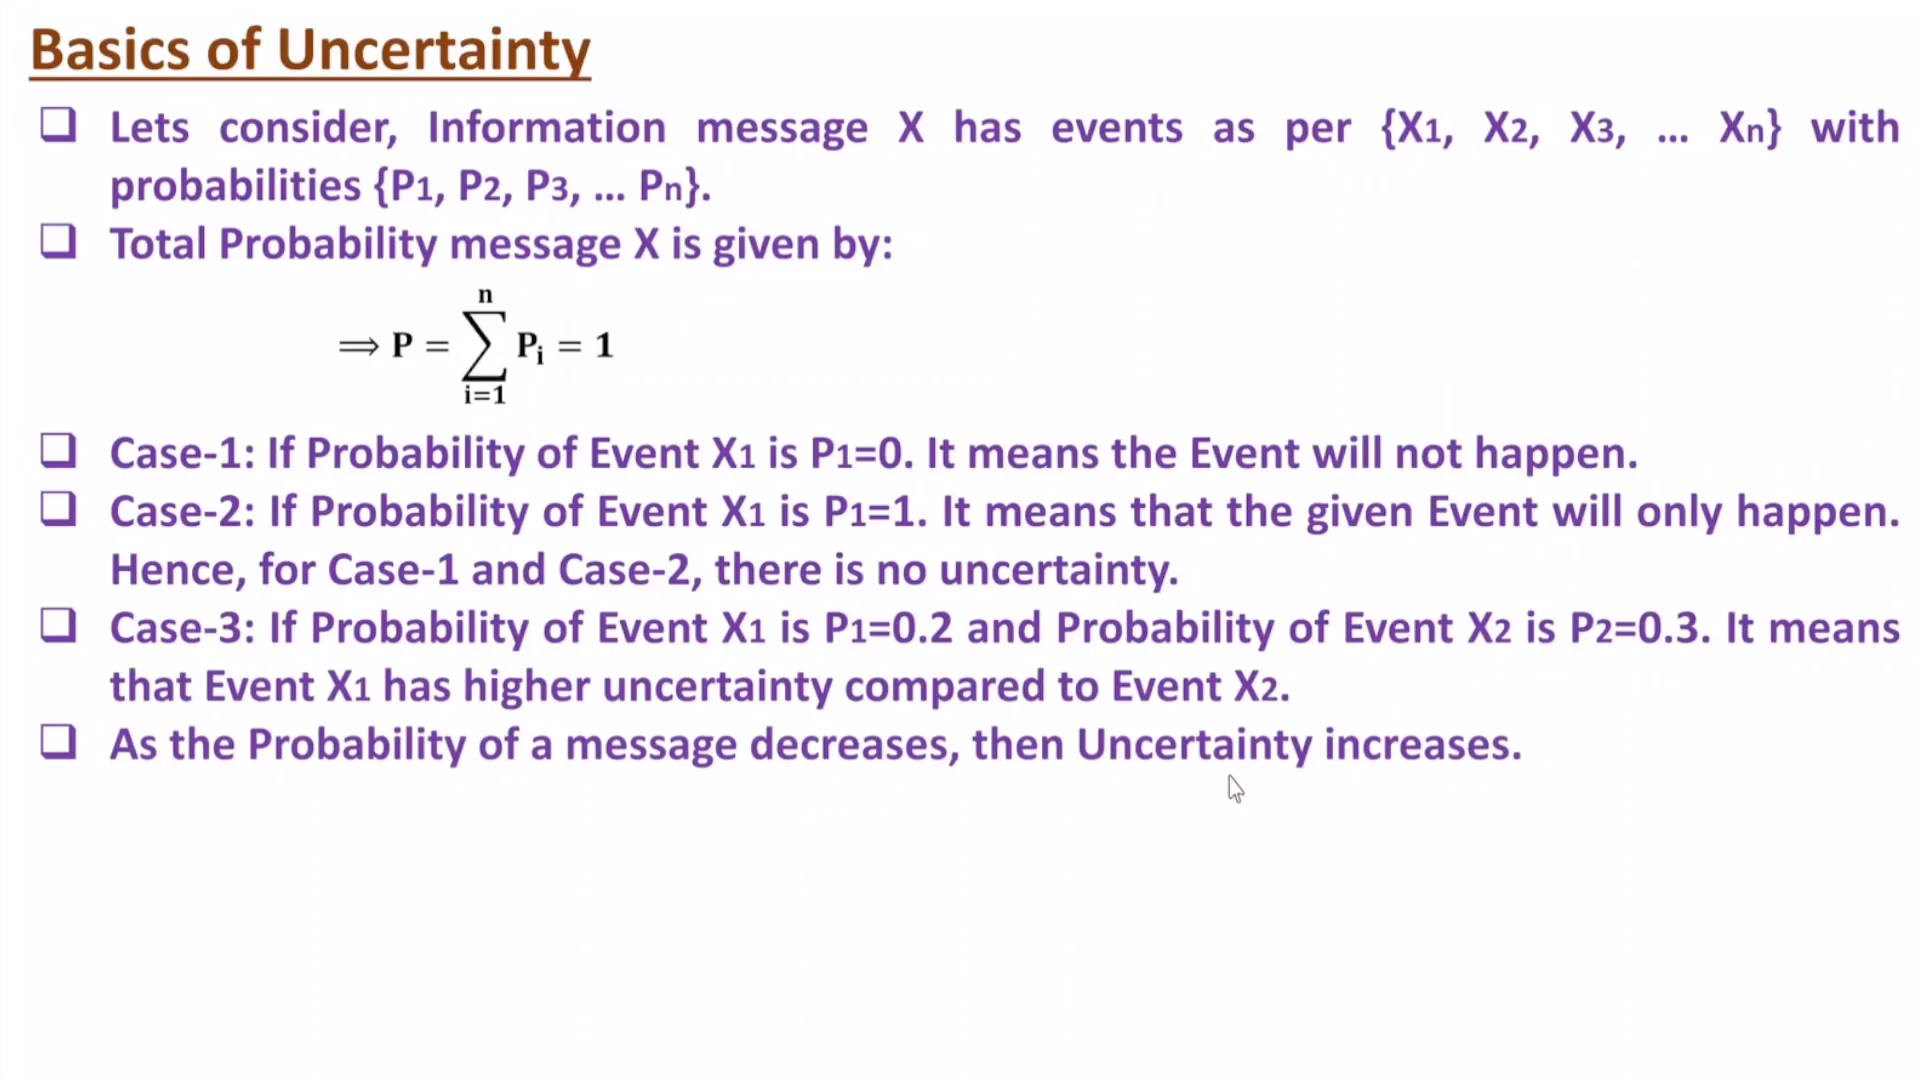 Basics of Uncertainty
❑ Lets consider, Information message X has events as per {X1, X2, X3, ... Xn} with
probabilities {P1, P2, P3, ... Pn}.
❑ Total Probability message X is given by:
⟹ P = ∑_{i=1}^{n} P_i = 1
❑ Case-1: If Probability of Event X1 is P1=0. It means the Event will not happen.
❑ Case-2: If Probability of Event X1 is P1=1. It means that the given Event will only happen.
Hence, for Case-1 and Case-2, there is no uncertainty.
❑ Case-3: If Probability of Event X1 is P1=0.2 and Probability of Event X2 is P2=0.3. It means
that Event X1 has higher uncertainty compared to Event X2.
❑ As the Probability of a message decreases, then Uncertainty increases.